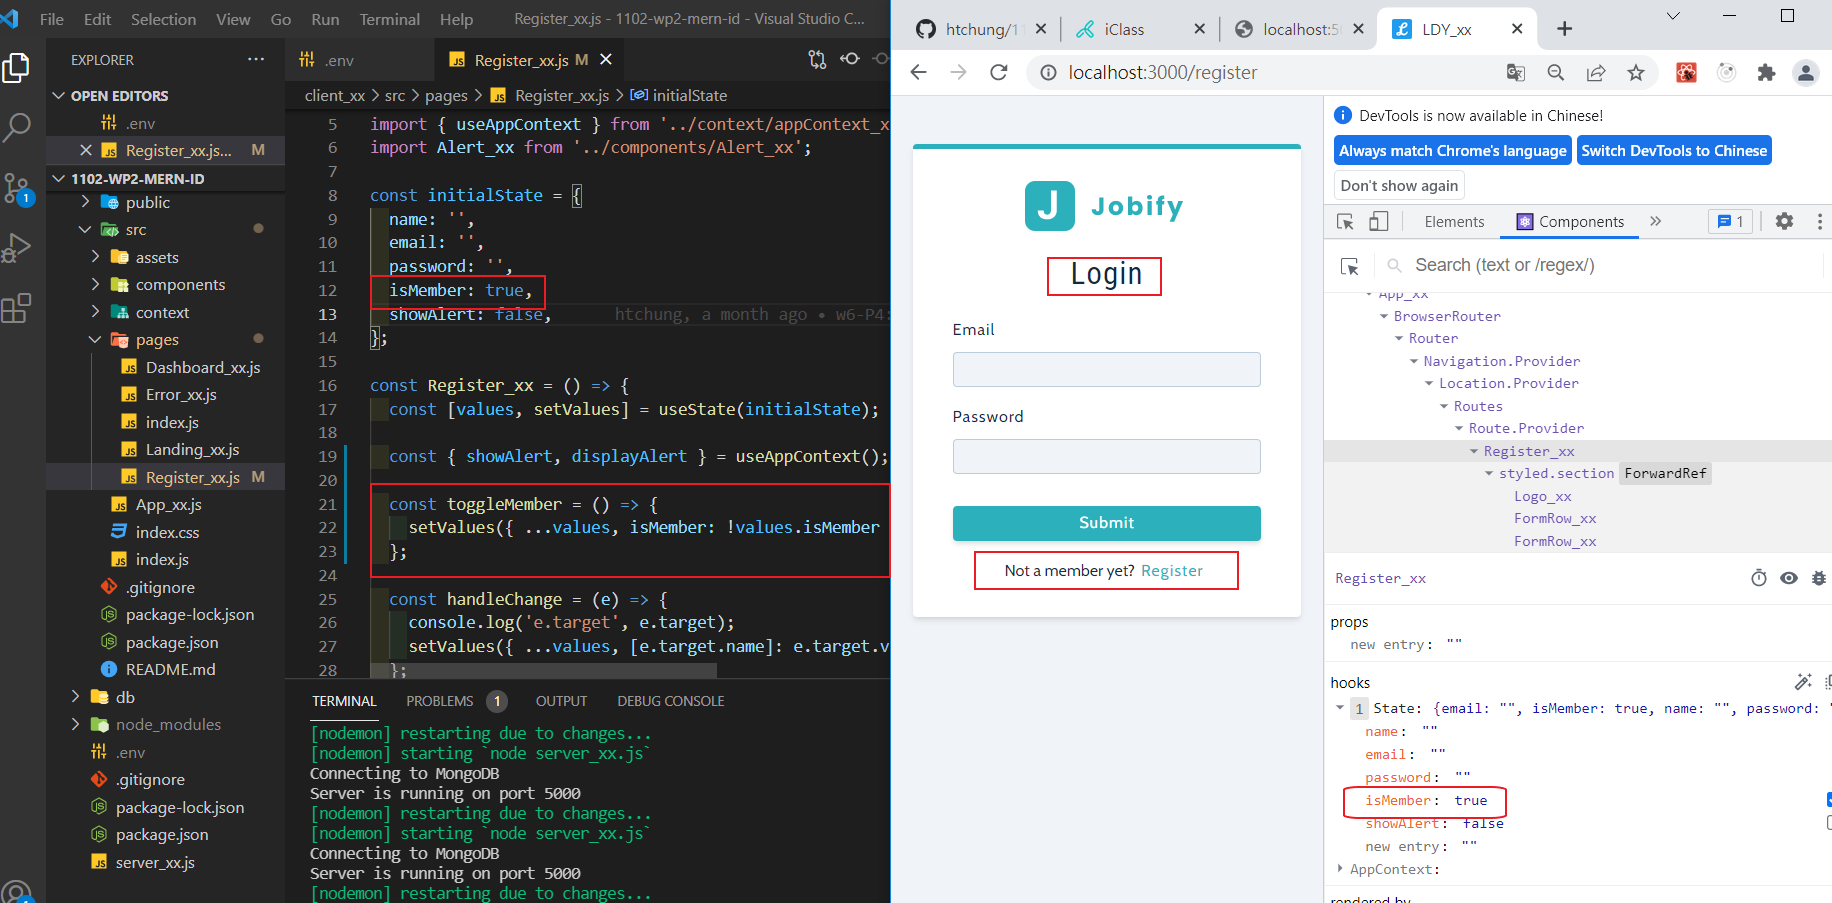 File Edit Selection View Go Run Terminal Help Register_xx.js - 1102-wp2-mern-id - Visual Studio C...
EXPLORER
OPEN EDITORS
.env
Register_xx.js... M
1102-WP2-MERN-ID
public
src
assets
components
context
pages
Dashboard_xx.js
Error_xx.js
index.js
Landing_xx.js
Register_xx.js M
App_xx.js
index.css
index.js
.gitignore
package-lock.json
package.json
README.md
db
node_modules
.env
.gitignore
package-lock.json
package.json
server_xx.js
.env
Register_xx.js M
client_xx > src > pages > Register_xx.js > initialState
5 import { useAppContext } from '../context/appContext_x
6 import Alert_xx from '../components/Alert_xx';
7
8 const initialState = {
9 name: '',
10 email: '',
11 password: '',
12 isMember: true,
13 showAlert: false, htchung, a month ago • w6-P4:
14 };
15
16 const Register_xx = () => {
17 const [values, setValues] = useState(initialState);
18
19 const { showAlert, displayAlert } = useAppContext();
20
21 const toggleMember = () => {
22 setValues({ ...values, isMember: !values.isMember
23 };
24
25 const handleChange = (e) => {
26 console.log('e.target', e.target);
27 setValues({ ...values, [e.target.name]: e.target.v
28 };
TERMINAL PROBLEMS 1 OUTPUT DEBUG CONSOLE
[nodemon] restarting due to changes...
[nodemon] starting `node server_xx.js`
Connecting to MongoDB
Server is running on port 5000
[nodemon] restarting due to changes...
[nodemon] starting `node server_xx.js`
Connecting to MongoDB
Server is running on port 5000
[nodemon] restarting due to changes...
htchung/11
iClass
localhost:50
LDY_xx
localhost:3000/register
J Jobify
Login
Email
Password
Submit
Not a member yet? Register
DevTools is now available in Chinese!
Always match Chrome's language
Switch DevTools to Chinese
Don't show again
Elements Components 1
Search (text or /regex/)
App_xx
BrowserRouter
Router
Navigation.Provider
Location.Provider
Routes
Route.Provider
Register_xx
styled.section ForwardRef
Logo_xx
FormRow_xx
FormRow_xx
Register_xx
props
new entry: ""
hooks
1 State: {email: "", isMember: true, name: "", password: "
name: ""
email: ""
password: ""
isMember: true
showAlert: false
new entry: ""
AppContext:
rendered by